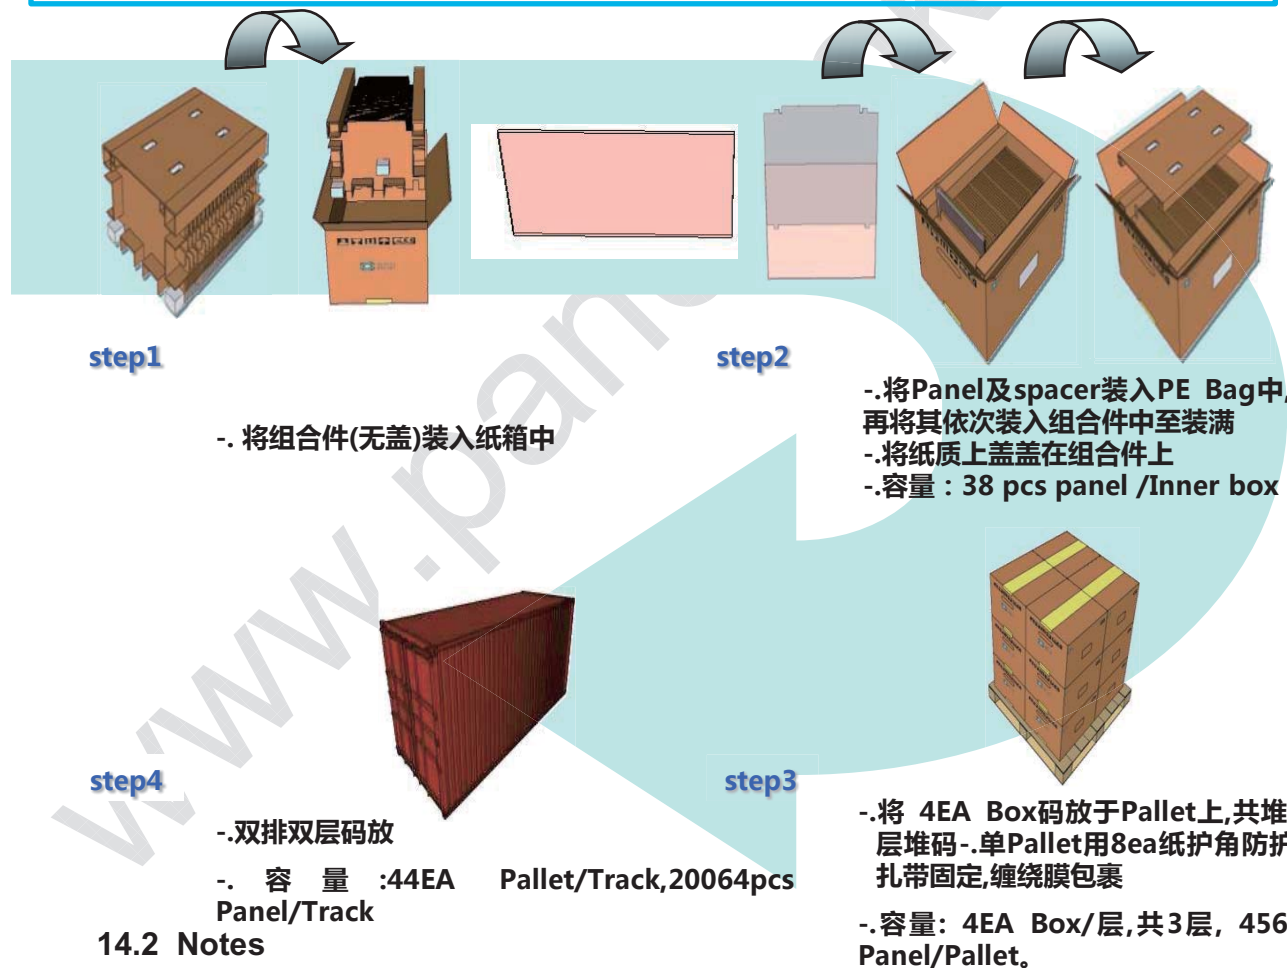 step1
-. 将组合件(无盖)装入纸箱中
step2
-.将Panel及spacer装入PE Bag中,
再将其依次装入组合件中至装满
-.将纸质上盖盖在组合件上
-.容量：38 pcs panel /Inner box
step3
-.将 4EA Box码放于Pallet上,共堆
层堆码-.单Pallet用8ea纸护角防护
扎带固定,缠绕膜包裹
-.容量: 4EA Box/层,共3层, 456
Panel/Pallet。
step4
-.双排双层码放
-. 容 量 :44EA Pallet/Track,20064pcs
Panel/Track
14.2 Notes